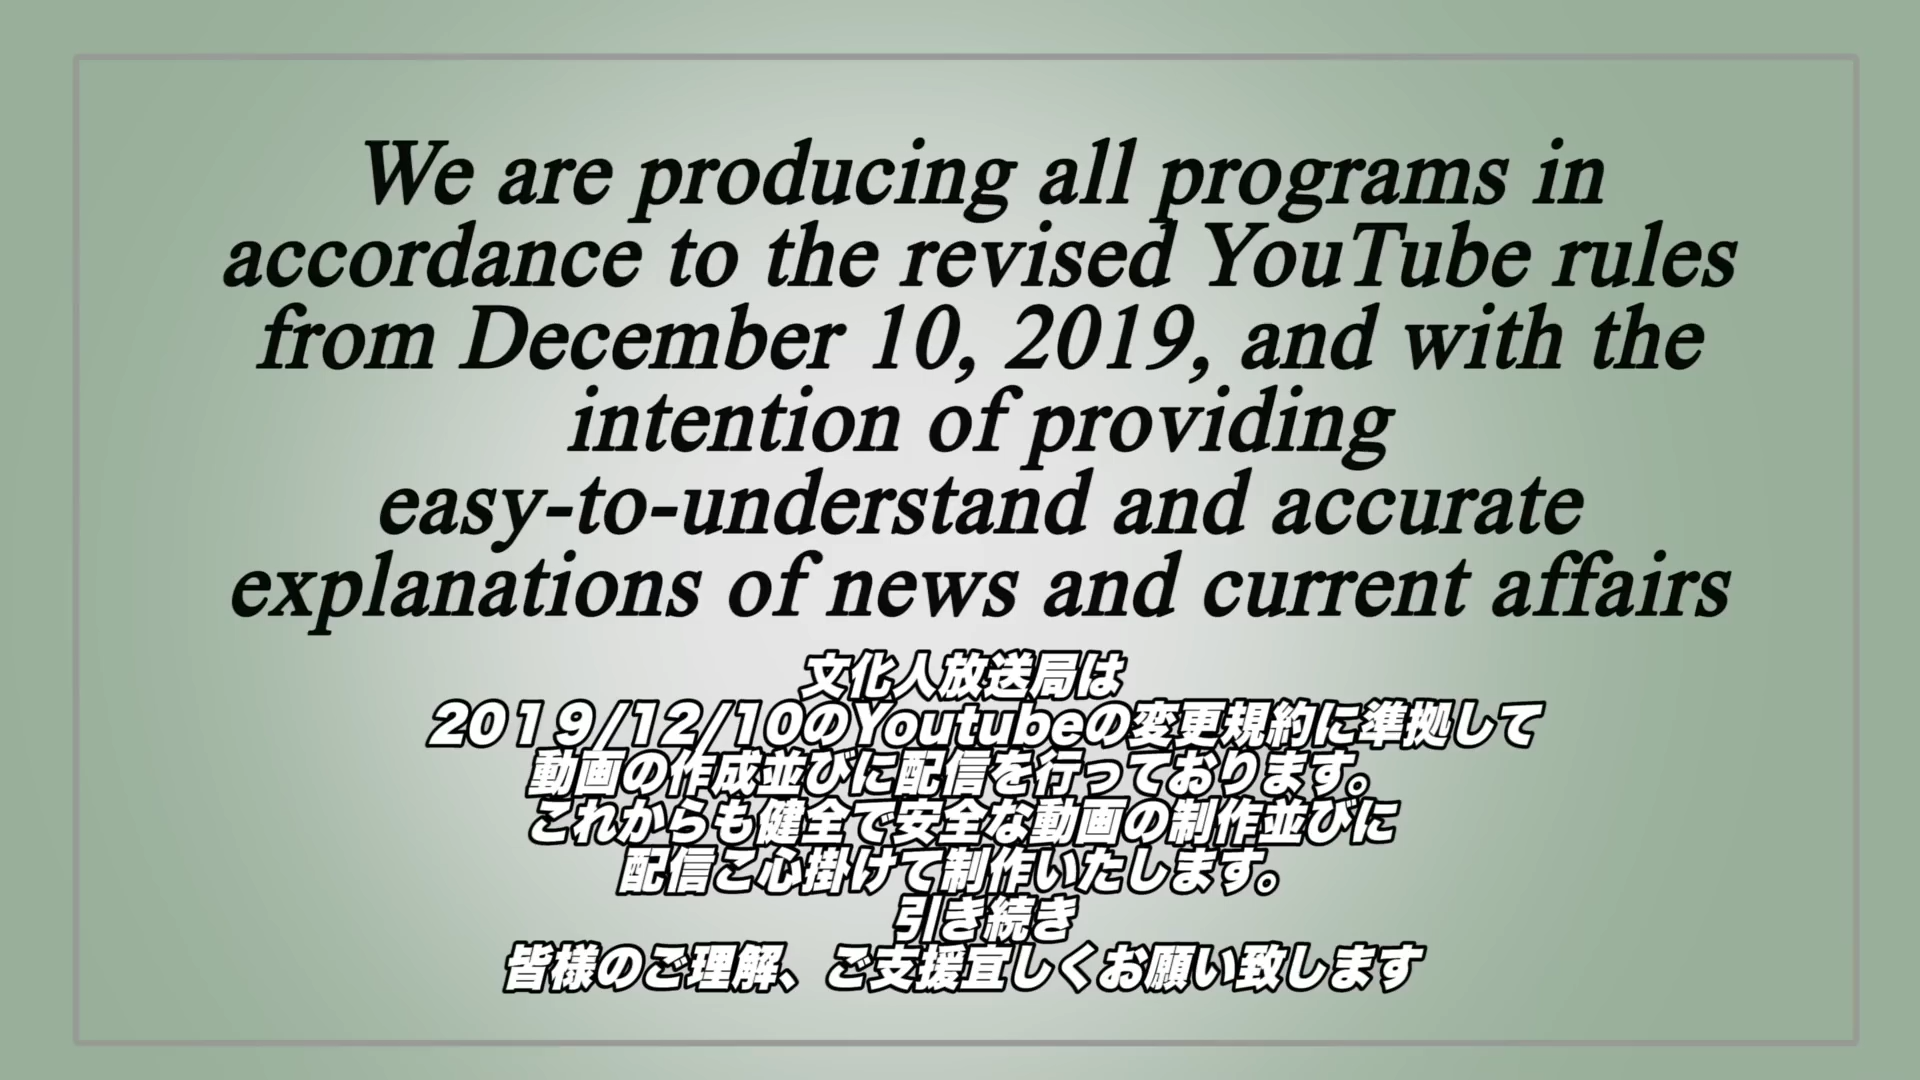 We are producing all programs in
accordance to the revised YouTube rules
from December 10, 2019, and with the
intention of providing
easy-to-understand and accurate
explanations of news and current affairs
文化人放送局は
2019/12/10のYoutubeの変更規約に準拠して
動画の作成並びに配信を行っております。
これからも健全で安全な動画の制作並びに
配信こ心掛けて制作いたします。
引き続き
皆様のご理解、ご支援宜しくお願い致します